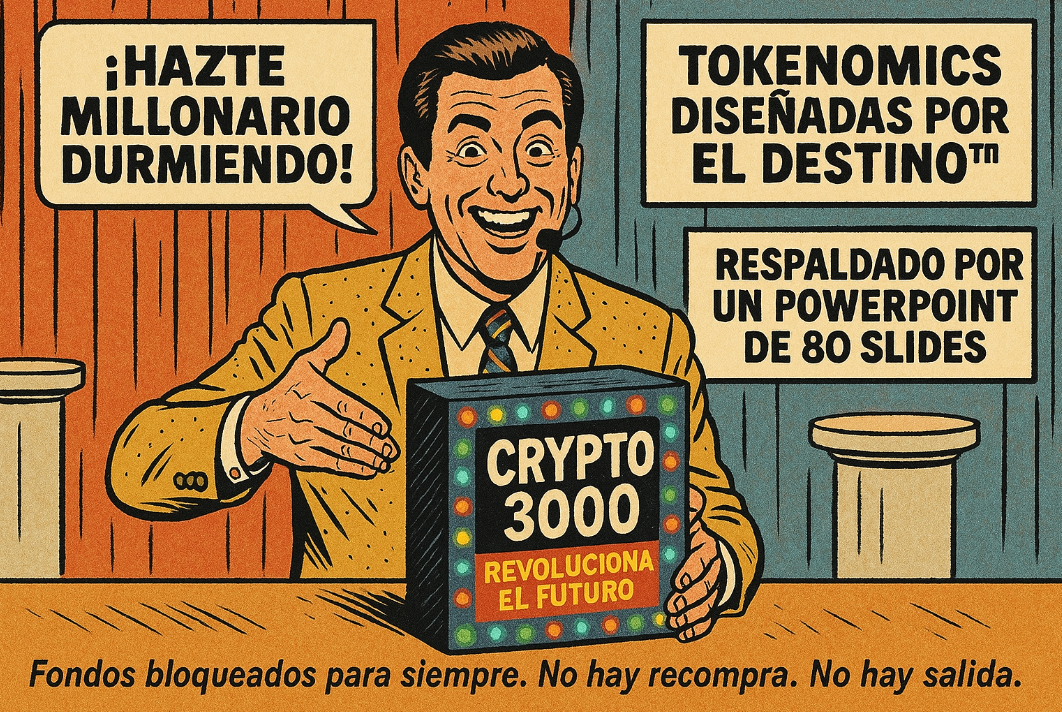 ¡HAZTE
MILLONARIO
DURMIENDO!
TOKENOMICS
DISEÑADAS POR
EL DESTINO™
RESPALDADO POR
UN POWERPOINT
DE 80 SLIDES
CRYPTO
3000
REVOLUCIONA
EL FUTURO
Fondos bloqueados para siempre. No hay recompra. No hay salida.